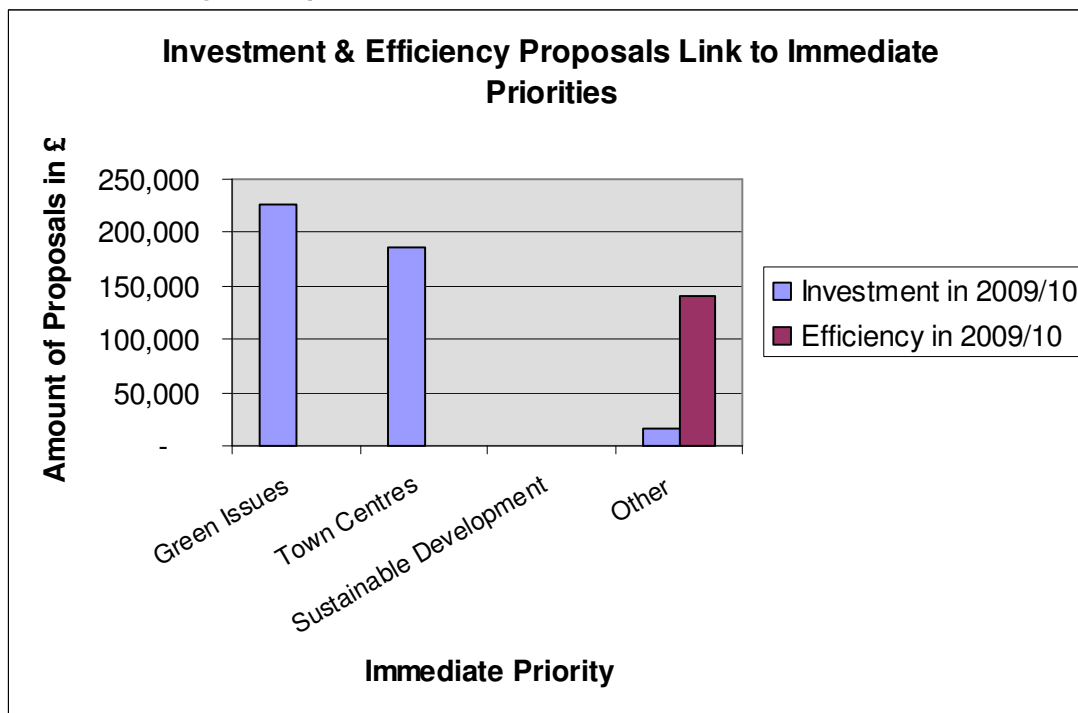 Investment & Efficiency Proposals Link to Immediate
Priorities
Amount of Proposals in £
250,000
200,000
150,000
100,000
50,000
-
Green Issues
Town Centres
Sustainable Development
Other
Immediate Priority
Investment in 2009/10
Efficiency in 2009/10